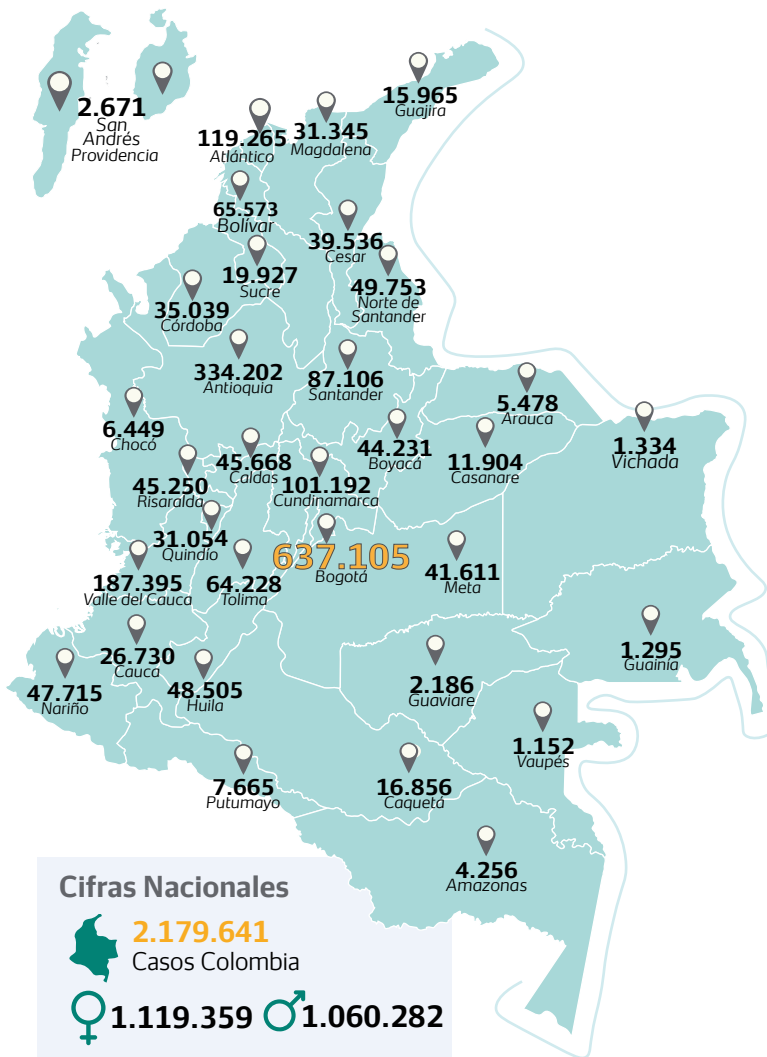 15.965
Guajira
2.671
San
Andrés
Providencia
119.265
Atlántico
31.345
Magdalena
65.573
Bolívar
39.536
Cesar
19.927
Sucre
49.753
Norte de
Santander
35.039
Córdoba
334.202
Antioquia
87.106
Santander
5.478
Arauca
6.449
Chocó
44.231
Boyacá
1.334
Vichada
45.668
Caldas
11.904
Casanare
45.250
Risaralda
101.192
Cundinamarca
31.054
Quindío
637.105
Bogotá
187.395
Valle del Cauca
64.228
Tolima
41.611
Meta
26.730
Cauca
1.295
Guainía
47.715
Nariño
48.505
Huila
2.186
Guaviare
1.152
Vaupés
7.665
Putumayo
16.856
Caquetá
4.256
Amazonas
Cifras Nacionales
2.179.641
Casos Colombia
1.119.359 1.060.282